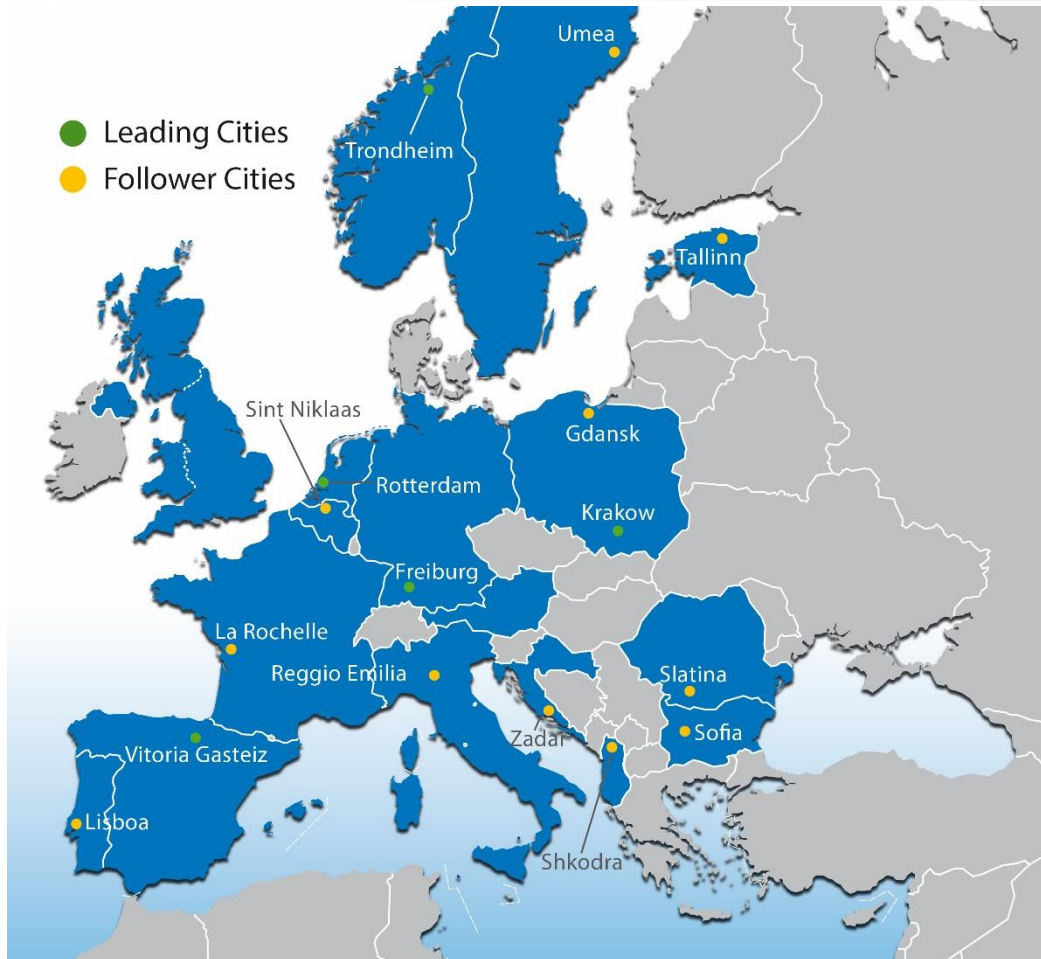 Umea
Leading Cities
Trondheim
Follower Cities
Tallinn
Sint Niklaas
Gdansk
Rotterdam
Krakow
Freiburg
La Rochelle
Reggio Emilia
Slatina
Sofia
Zadar
Vitoria Gasteiz
Lisboa
Shkodra